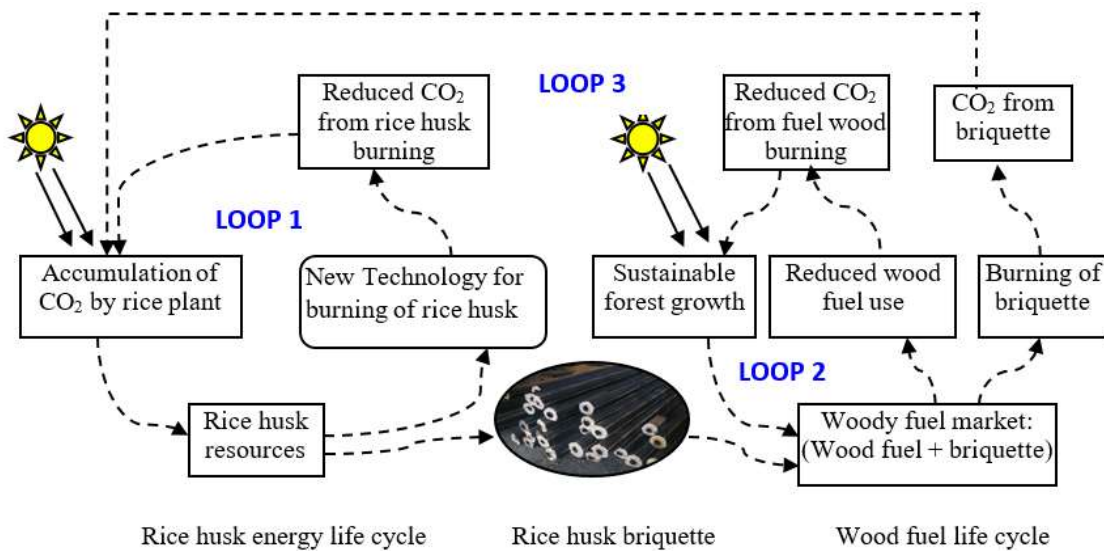 LOOP 3
Reduced CO₂
from rice husk
burning
Reduced CO₂
from fuel wood
burning
CO₂ from
briquette
LOOP 1
Accumulation of
CO₂ by rice plant
New Technology for
burning of rice husk
Sustainable
forest growth
Reduced wood
fuel use
Burning of
briquette
LOOP 2
Rice husk
resources
Woody fuel market:
(Wood fuel + briquette)
Rice husk energy life cycle
Rice husk briquette
Wood fuel life cycle